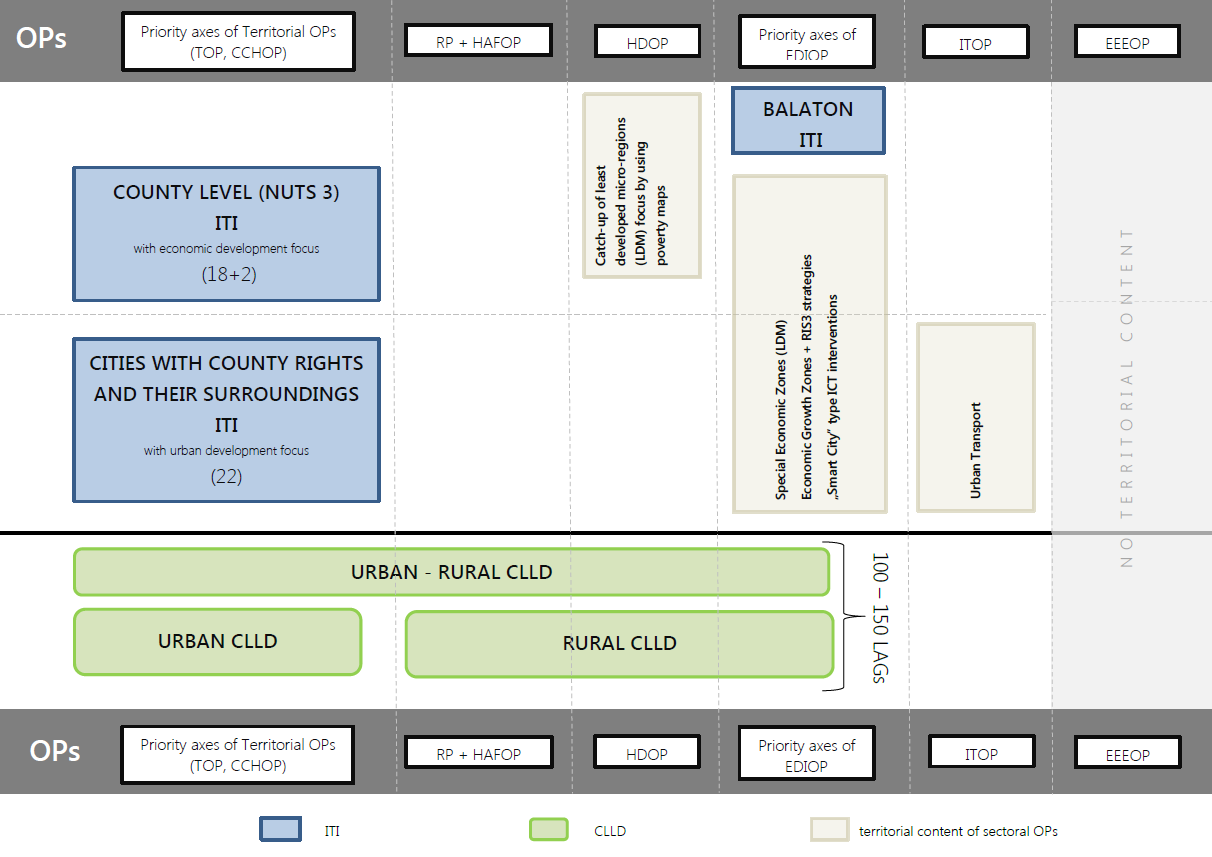 OPs
Priority axes of Territorial OPs
(TOP, CCHOP)
RP + HAFOP
HDOP
Priority axes of
EDIOP
ITOP
EEEOP
COUNTY LEVEL (NUTS 3)
ITI
with economic development focus
(18+2)
CITIES WITH COUNTY RIGHTS
AND THEIR SURROUNDINGS
ITI
with urban development focus
(22)
Catch-up of least
developed micro-regions
(LDM) focus by using
poverty maps
BALATON
ITI
Special Economic Zones (LDM)
Economic Growth Zones + RIS3 strategies
„Smart City” type ICT interventions
Urban Transport
NO TERRITORIAL CONTENT
URBAN - RURAL CLLD
URBAN CLLD
RURAL CLLD
100 – 150 LAGs
OPs
Priority axes of Territorial OPs
(TOP, CCHOP)
RP + HAFOP
HDOP
Priority axes of
EDIOP
ITOP
EEEOP
ITI
CLLD
territorial content of sectoral OPs